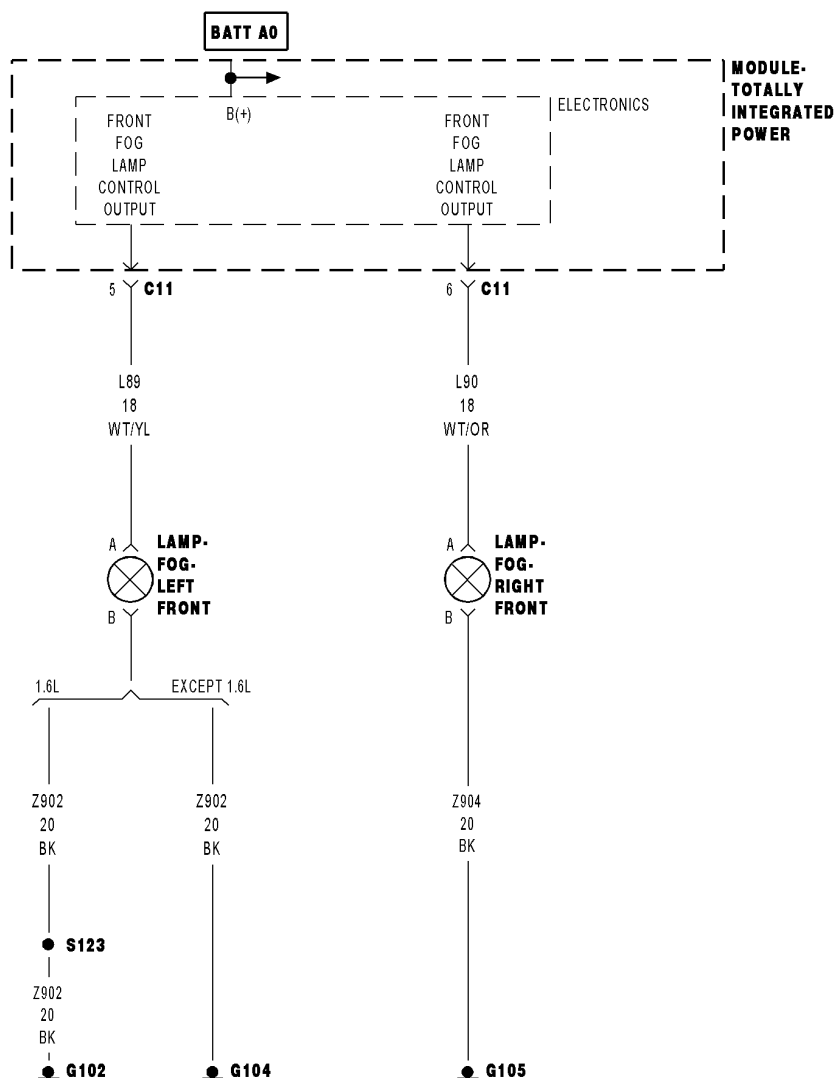 BATT A0
MODULE-
TOTALLY
INTEGRATED
POWER
ELECTRONICS
B(+)
FRONT
FOG
LAMP
CONTROL
OUTPUT
FRONT
FOG
LAMP
CONTROL
OUTPUT
5 C11
6 C11
L89
18
WT/YL
L90
18
WT/OR
A
LAMP-
FOG-
LEFT
FRONT
B
A
LAMP-
FOG-
RIGHT
FRONT
B
1.6L
EXCEPT 1.6L
Z902
20
BK
Z902
20
BK
Z904
20
BK
S123
Z902
20
BK
G102
G104
G105